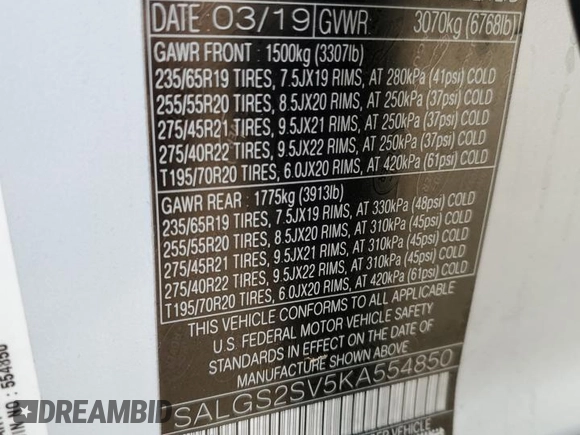 DATE 03/19 GVWR 3070kg (6768lb)
GAWR FRONT 1500kg (3307lb)
235/65R19 TIRES, 7.5JX19 RIMS, AT 280kPa (41psi) COLD
255/55R20 TIRES, 8.5JX20 RIMS, AT 250kPa (37psi) COLD
275/45R21 TIRES, 9.5JX21 RIMS, AT 250kPa (37psi) COLD
275/40R22 TIRES, 9.5JX22 RIMS, AT 250kPa (37psi) COLD
T195/70R20 TIRES, 6.0JX20 RIMS, AT 420kPa (61psi) COLD
GAWR REAR : 1775kg (3913lb)
235/65R19 TIRES, 7.5JX19 RIMS, AT 330kPa (48psi) COLD
255/55R20 TIRES, 8.5JX20 RIMS, AT 310kPa (45psi) COLD
275/45R21 TIRES, 9.5JX21 RIMS, AT 310kPa (45psi) COLD
275/40R22 TIRES, 9.5JX22 RIMS, AT 310kPa (45psi) COLD
T195/70R20 TIRES, 6.0JX20 RIMS, AT 420kPa (61psi) COLD
THIS VEHICLE CONFORMS TO ALL APPLICABLE
U.S. FEDERAL MOTOR VEHICLE SAFETY
STANDARDS IN EFFECT ON THE DATE OF
MANUFACTURE SHOWN ABOVE.
SALGS2SV5KA554850
PASSENGER VEHICLE
554850
DREAMBID